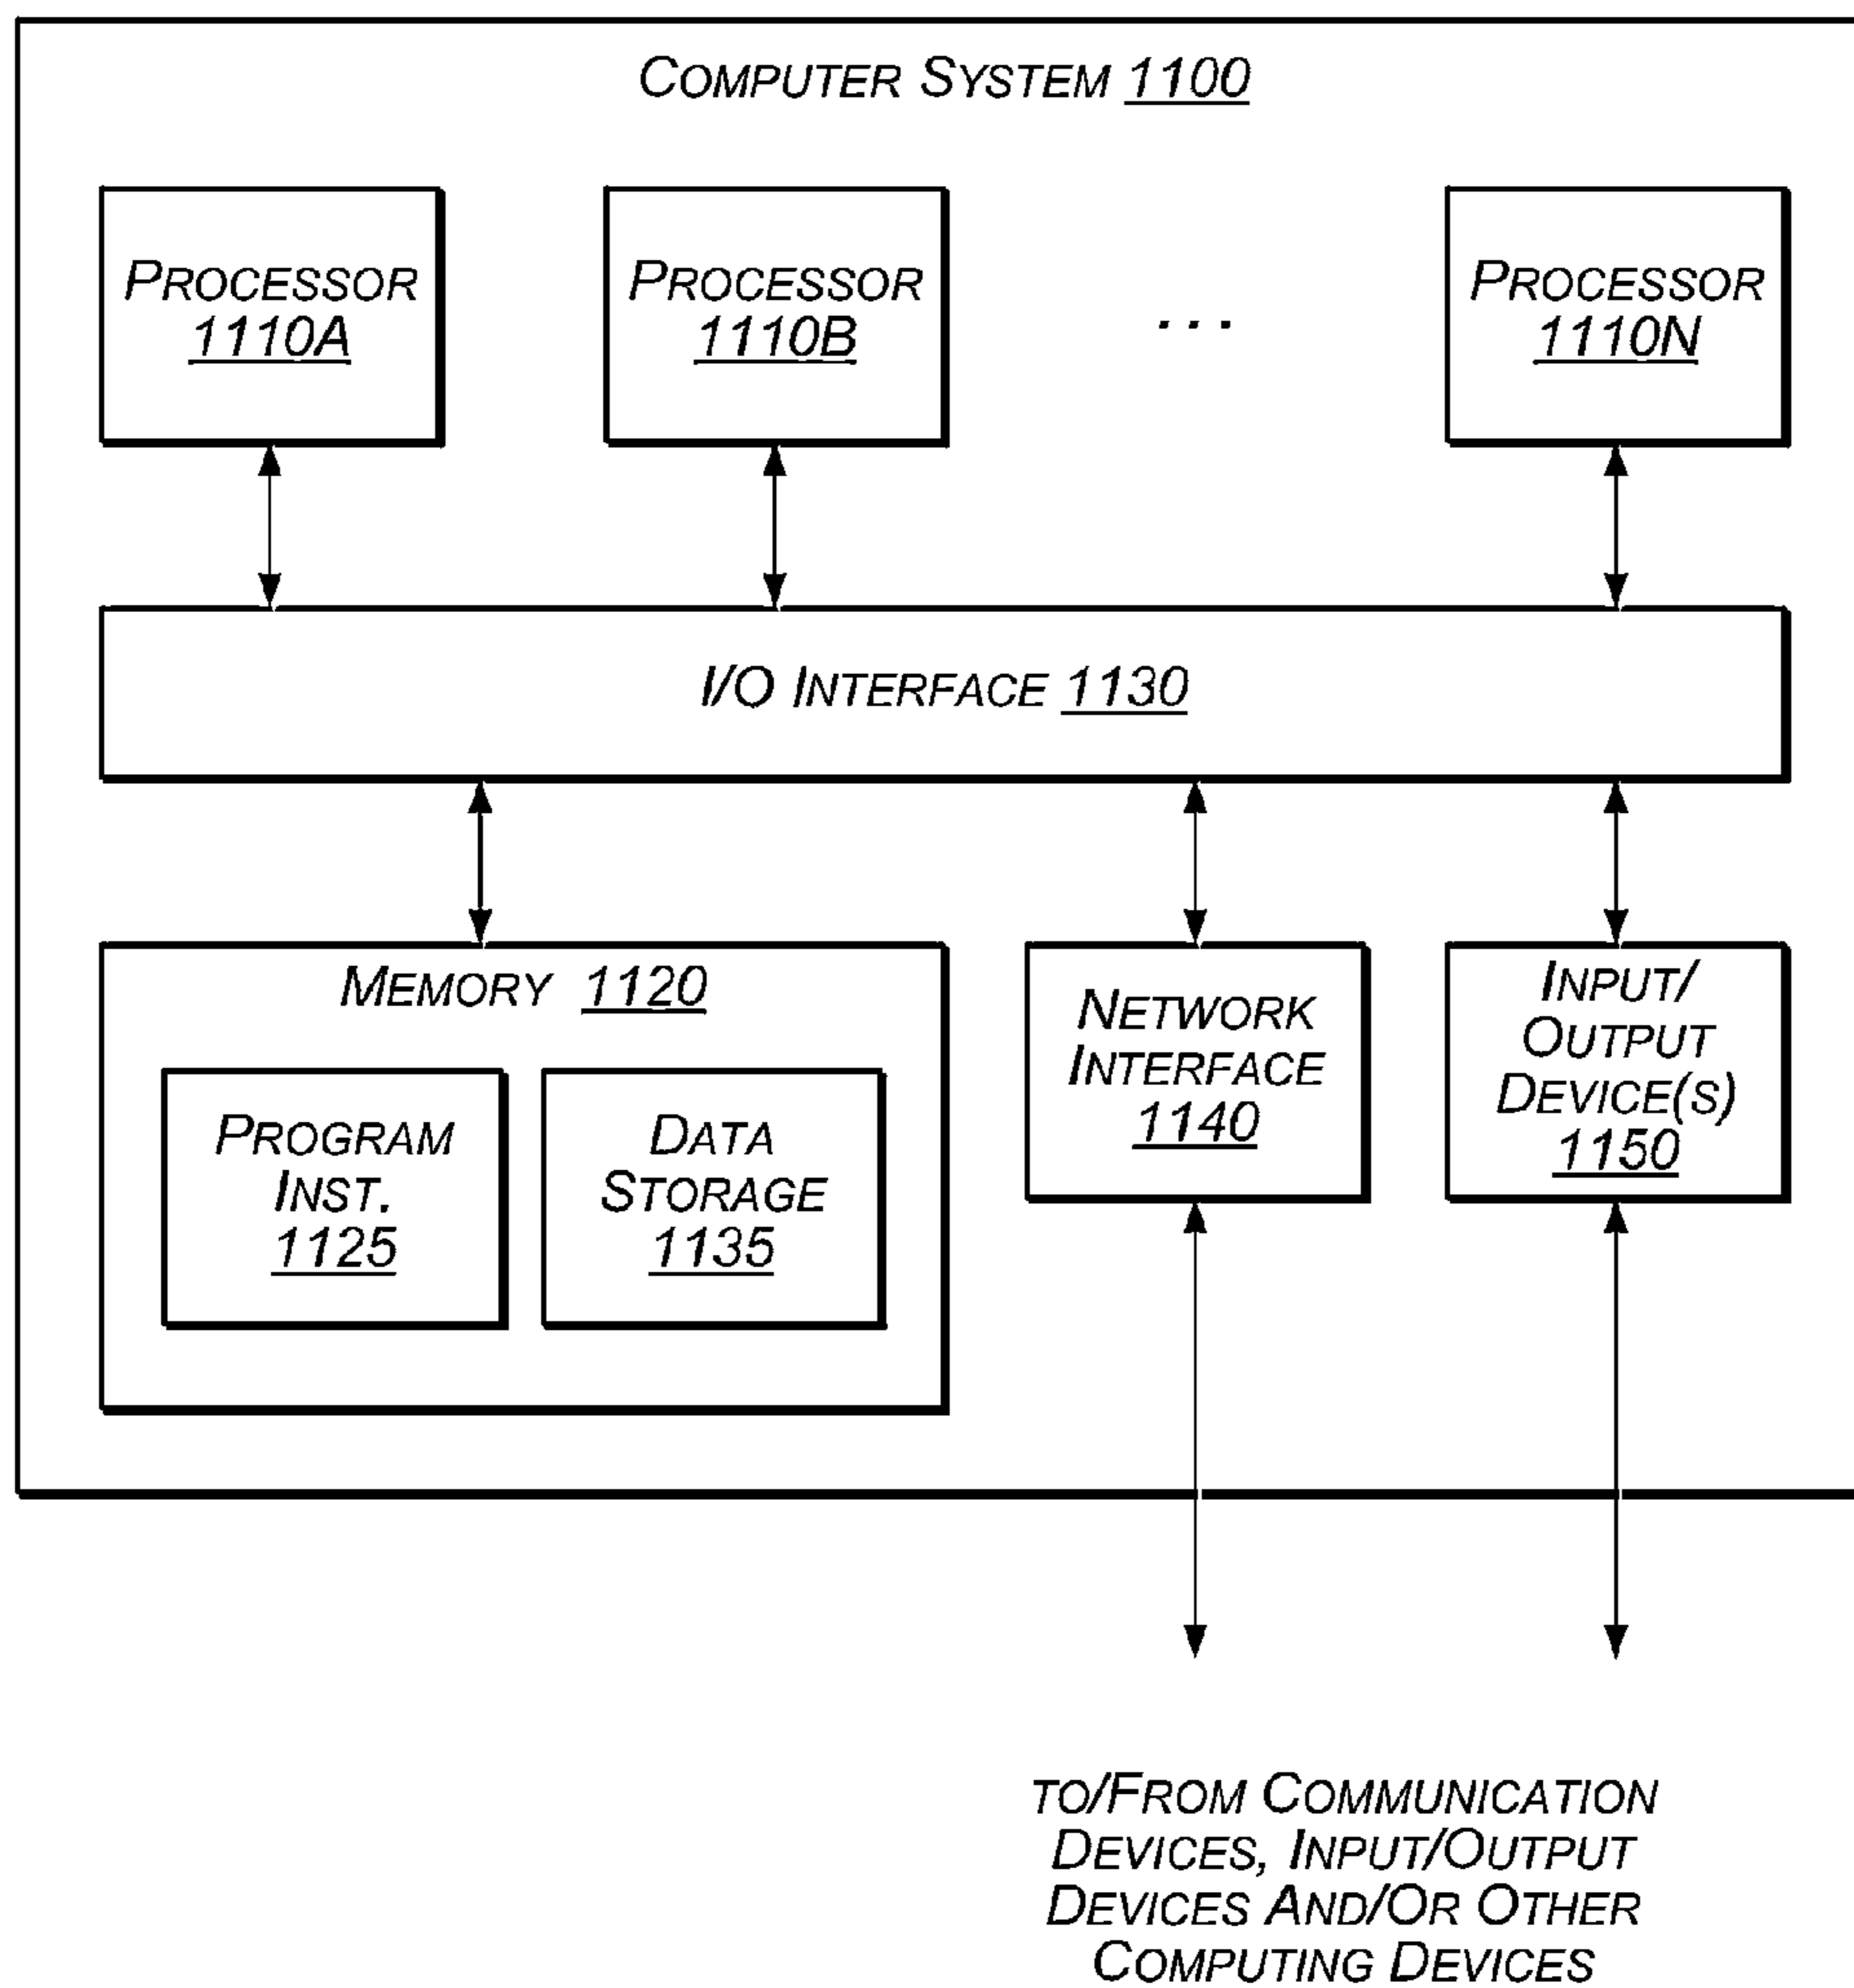 COMPUTER SYSTEM 1100
PROCESSOR
1110A
PROCESSOR
1110B
...
PROCESSOR
1110N
I/O INTERFACE 1130
MEMORY 1120
PROGRAM
INST.
1125
DATA
STORAGE
1135
NETWORK
INTERFACE
1140
INPUT/
OUTPUT
DEVICE(S)
1150
TO/FROM COMMUNICATION
DEVICES, INPUT/OUTPUT
DEVICES AND/OR OTHER
COMPUTING DEVICES